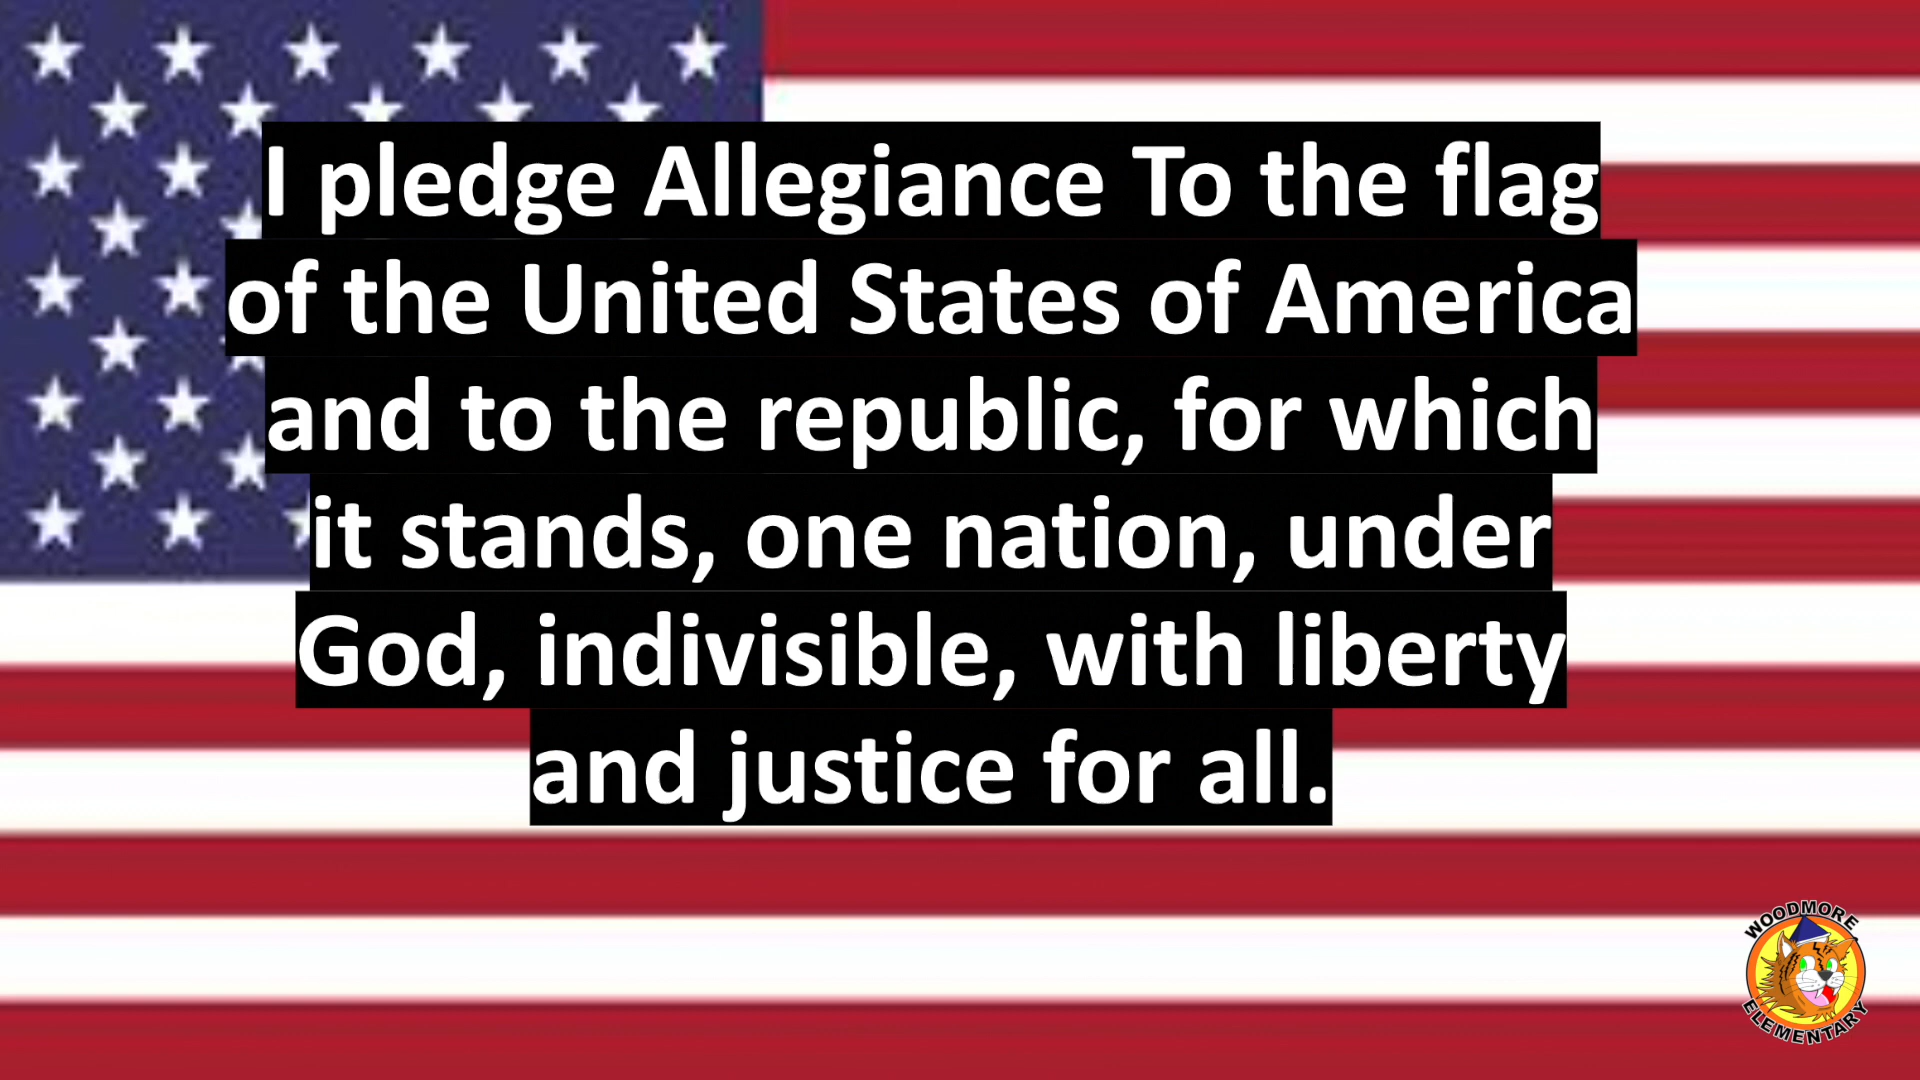 I pledge Allegiance To the flag
of the United States of America
and to the republic, for which
it stands, one nation, under
God, indivisible, with liberty
and justice for all.
WOODMORE
ELEMENTARY